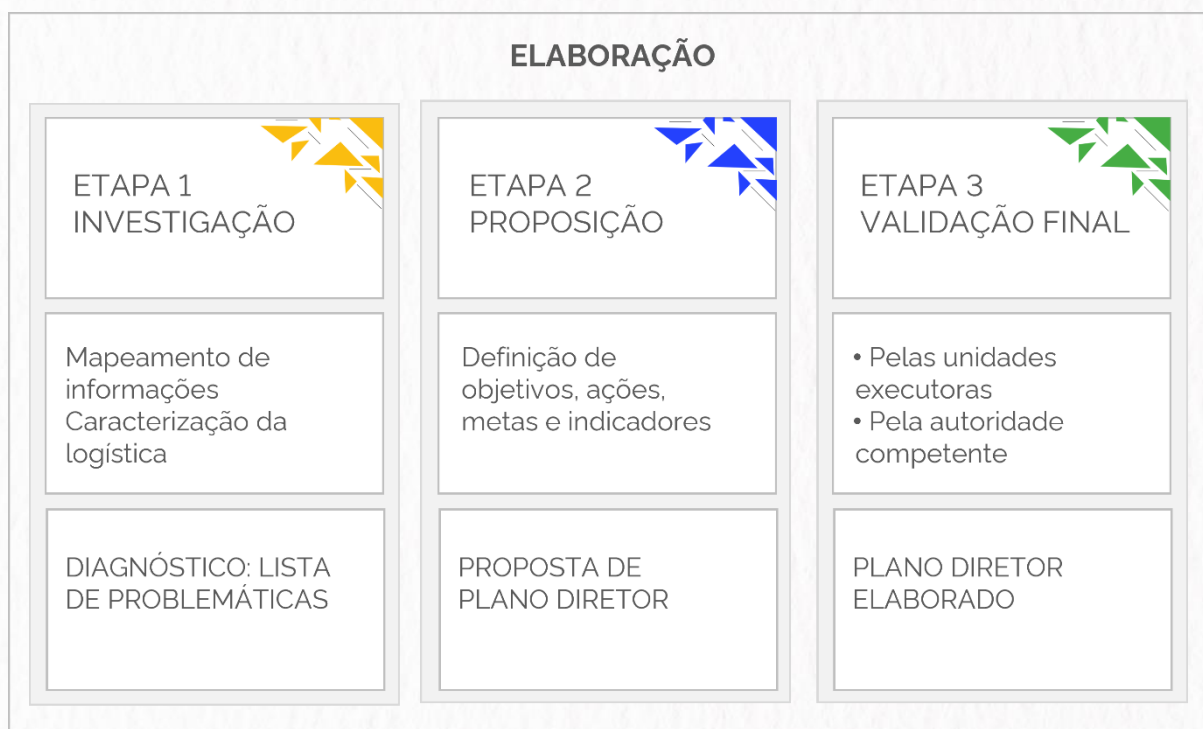 ELABORAÇÃO
ETAPA 1
INVESTIGAÇÃO
Mapeamento de
informações
Caracterização da
logística
DIAGNÓSTICO: LISTA
DE PROBLEMÁTICAS
ETAPA 2
PROPOSIÇÃO
Definição de
objetivos, ações,
metas e indicadores
PROPOSTA DE
PLANO DIRETOR
ETAPA 3
VALIDAÇÃO FINAL
• Pelas unidades
executoras
• Pela autoridade
competente
PLANO DIRETOR
ELABORADO